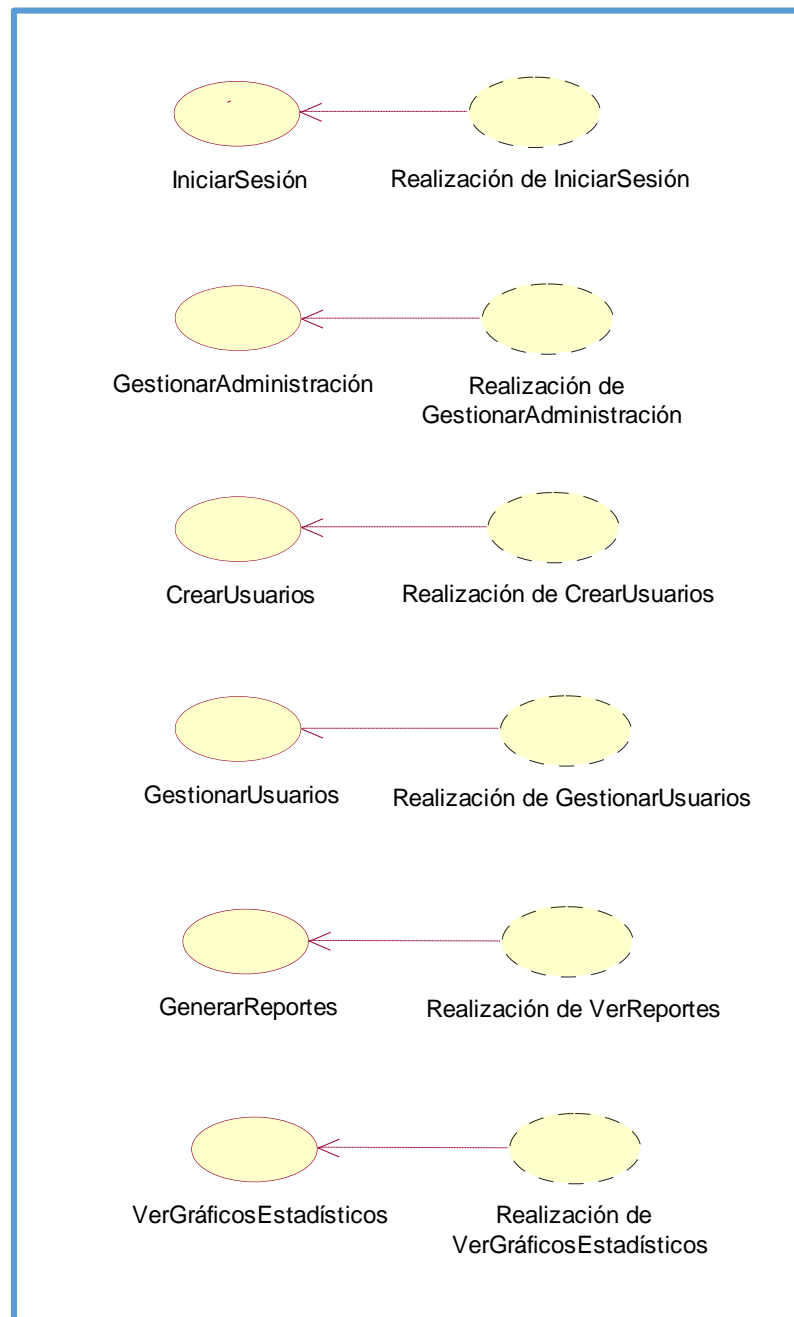 IniciarSesión
Realización de IniciarSesión
GestionarAdministración
Realización de
GestionarAdministración
CrearUsuarios
Realización de CrearUsuarios
GestionarUsuarios
Realización de GestionarUsuarios
GenerarReportes
Realización de VerReportes
VerGráficosEstadísticos
Realización de
VerGráficosEstadísticos